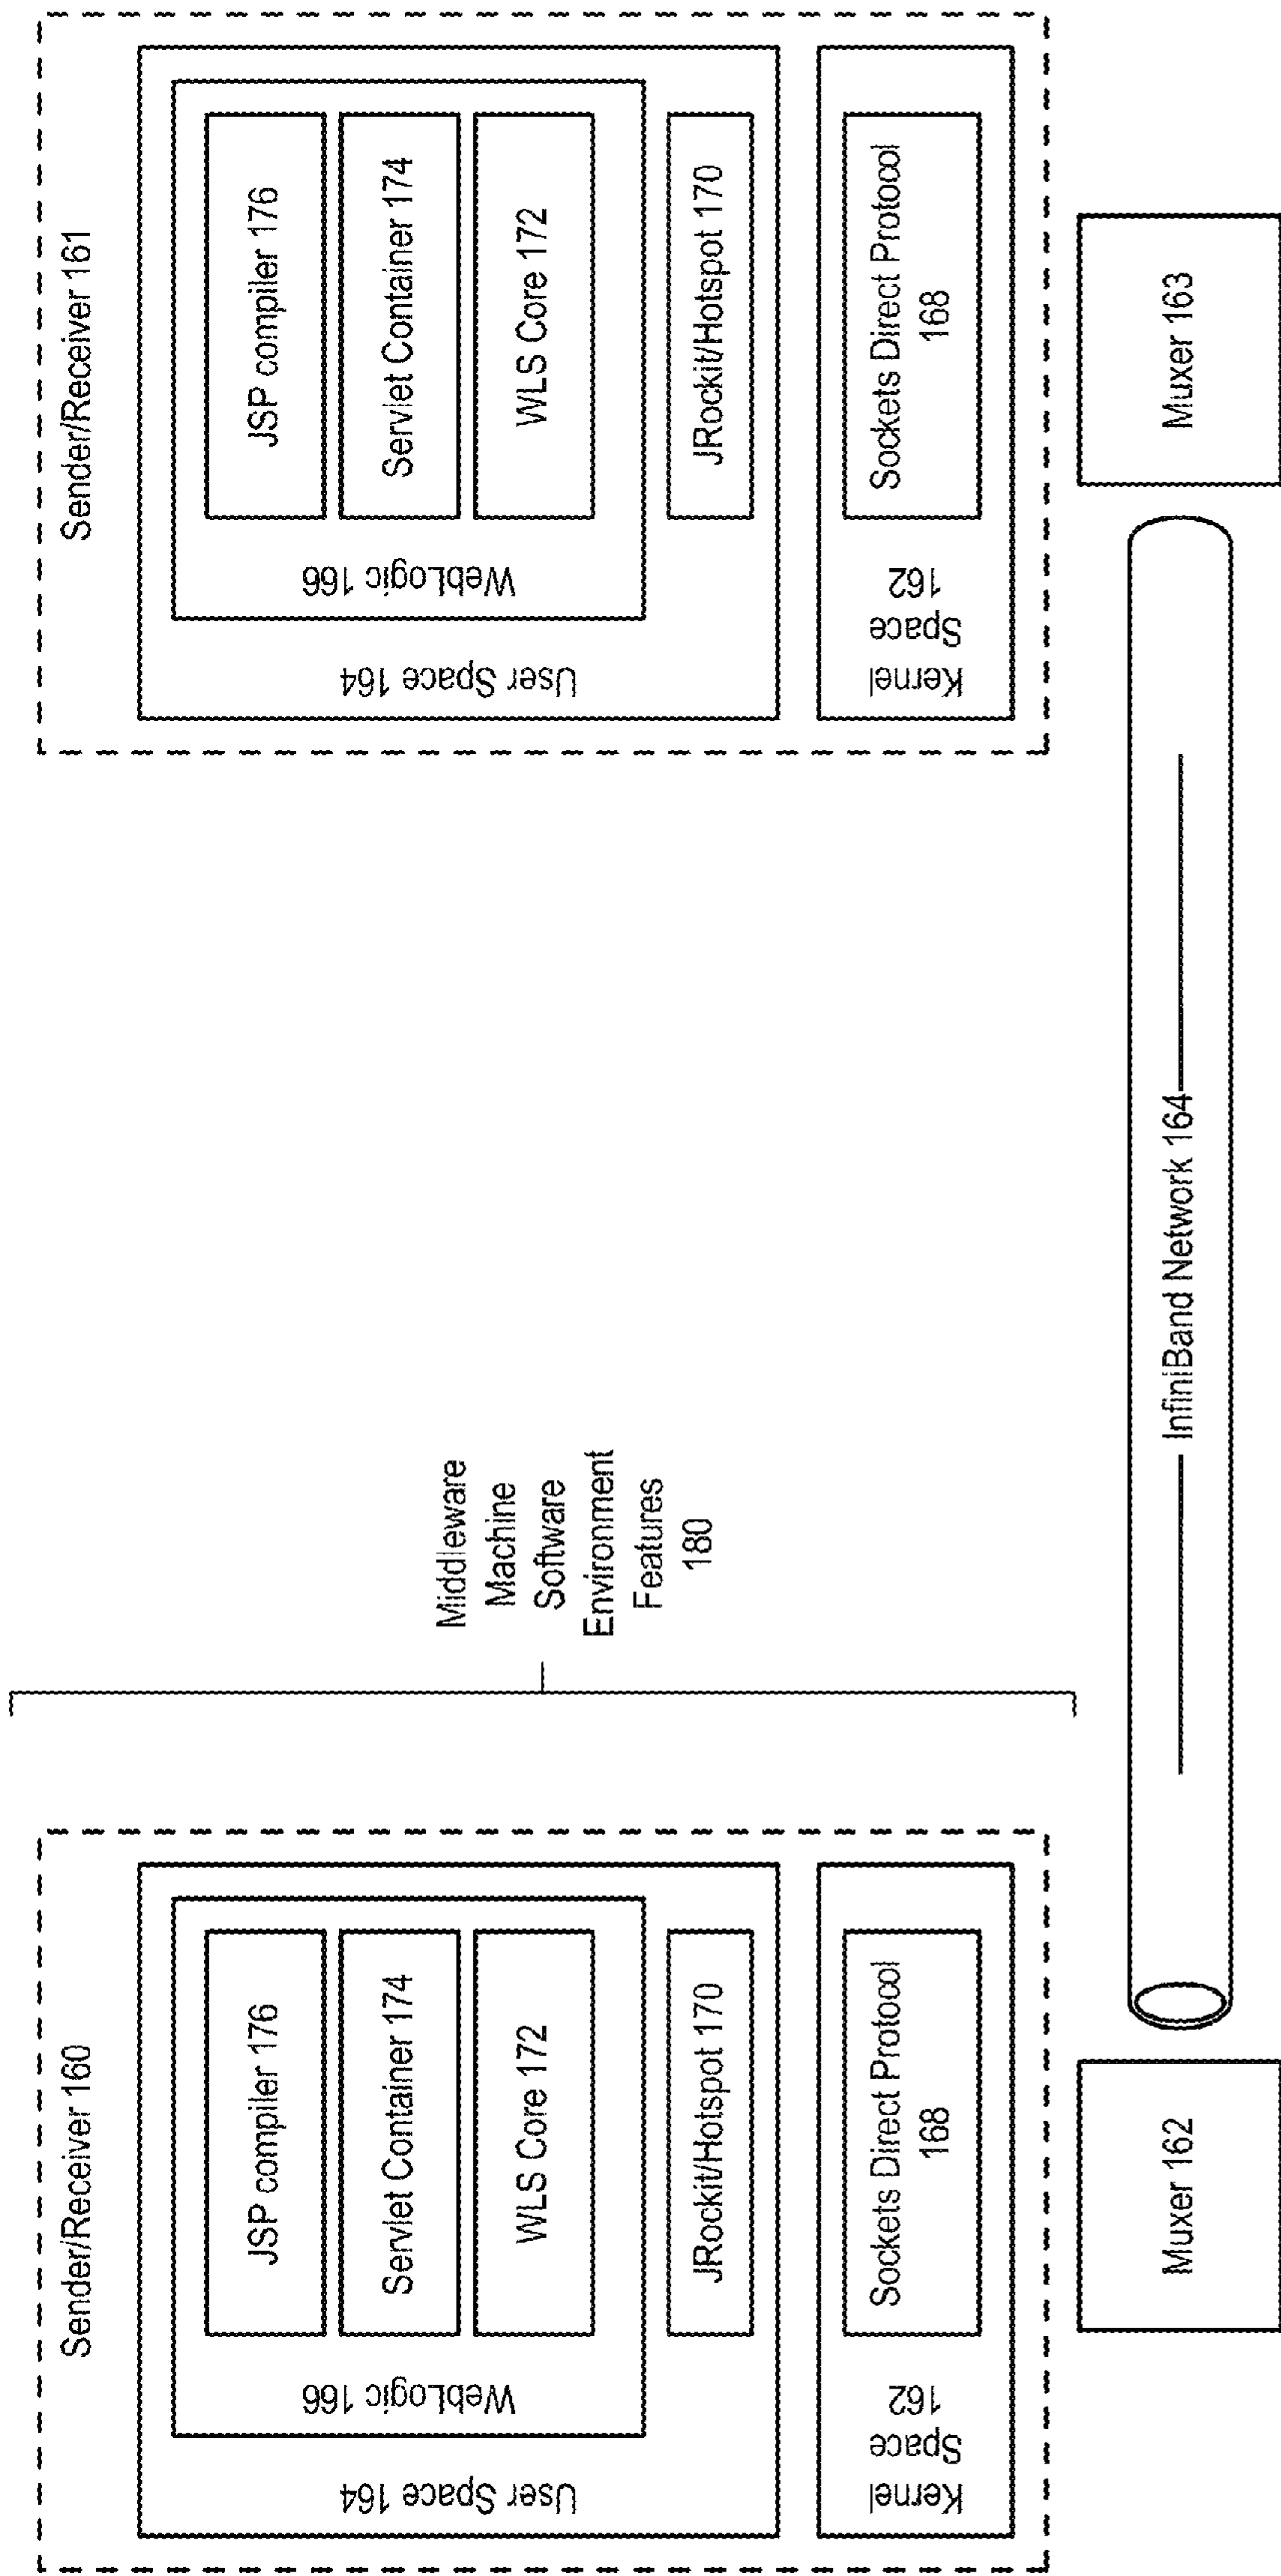 Sender/Receiver 160
User Space 164
WebLogic 166
JSP compiler 176
Servlet Container 174
WLS Core 172
JRockit/Hotspot 170
Kernel
Space
162
Sockets Direct Protocol
168
Muxer 162
Middleware
Machine
Software
Environment
Features
180
InfiniBand Network 164
Sender/Receiver 161
User Space 164
WebLogic 166
JSP compiler 176
Servlet Container 174
WLS Core 172
JRockit/Hotspot 170
Kernel
Space
162
Sockets Direct Protocol
168
Muxer 163